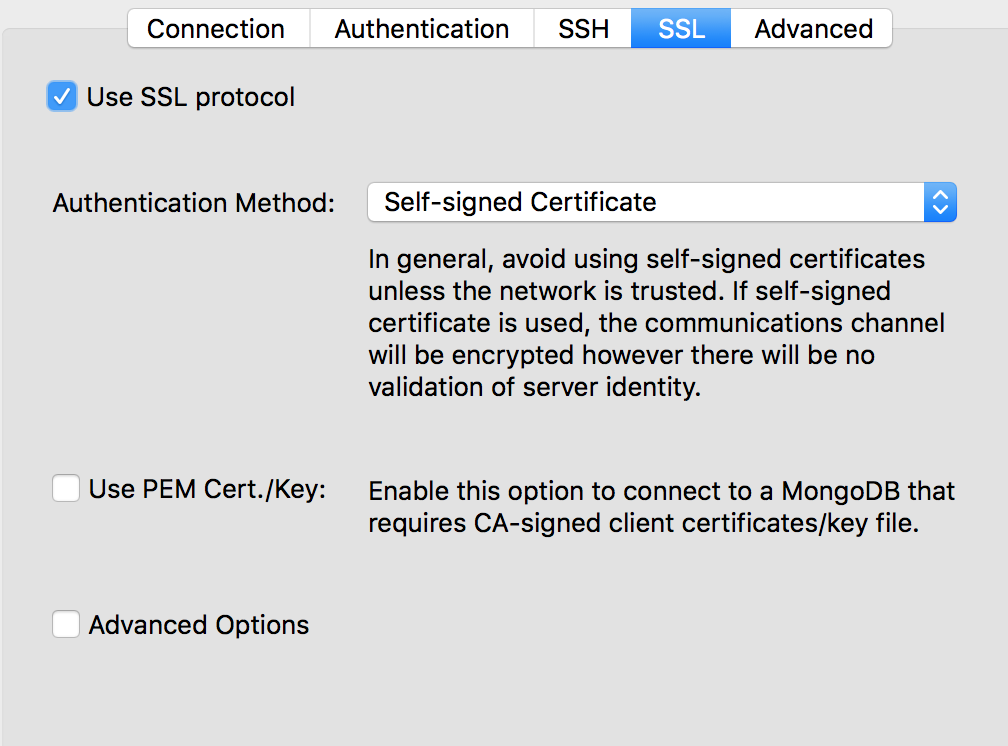 Connection Authentication SSH SSL Advanced
Use SSL protocol
Authentication Method: Self-signed Certificate
In general, avoid using self-signed certificates
unless the network is trusted. If self-signed
certificate is used, the communications channel
will be encrypted however there will be no
validation of server identity.
Use PEM Cert./Key: Enable this option to connect to a MongoDB that
requires CA-signed client certificates/key file.
Advanced Options